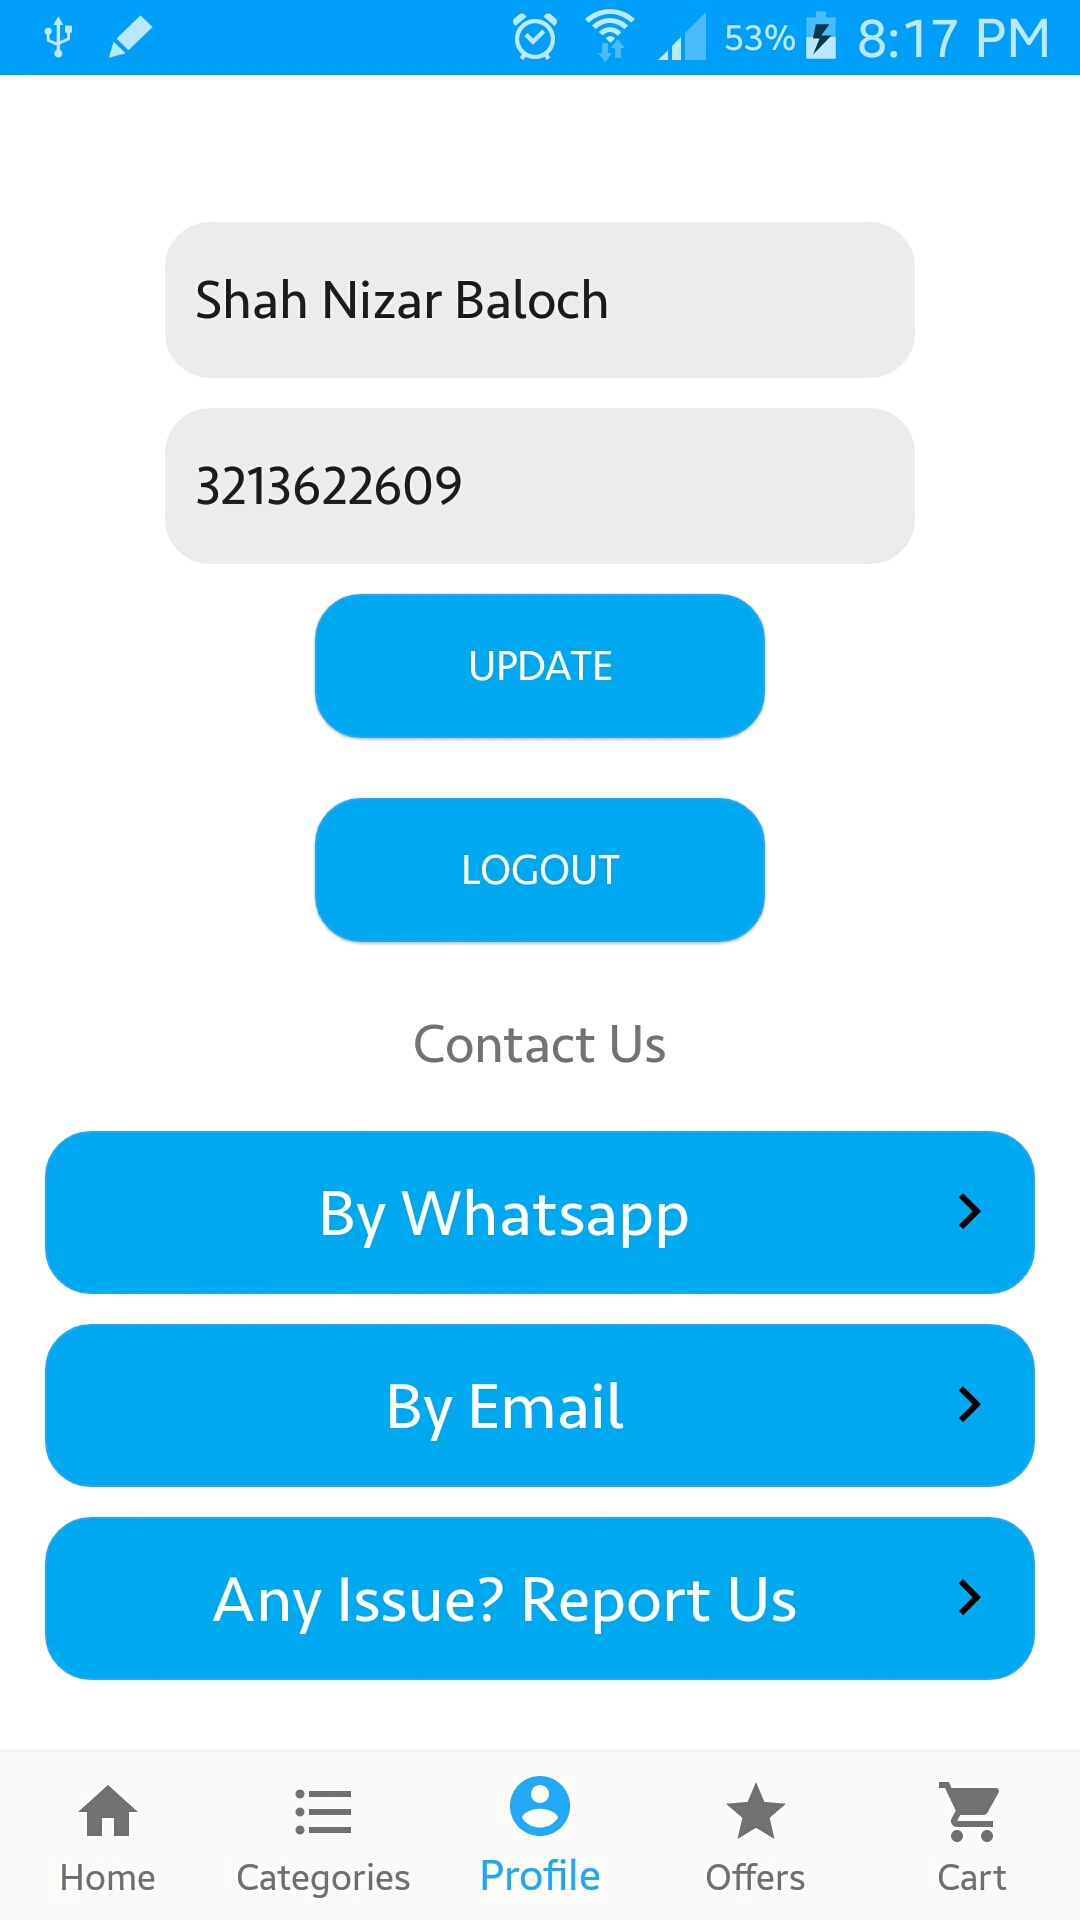 53% 8:17 PM
Shah Nizar Baloch
3213622609
UPDATE
LOGOUT
Contact Us
By Whatsapp
By Email
Any Issue? Report Us
Home Categories Profile Offers Cart